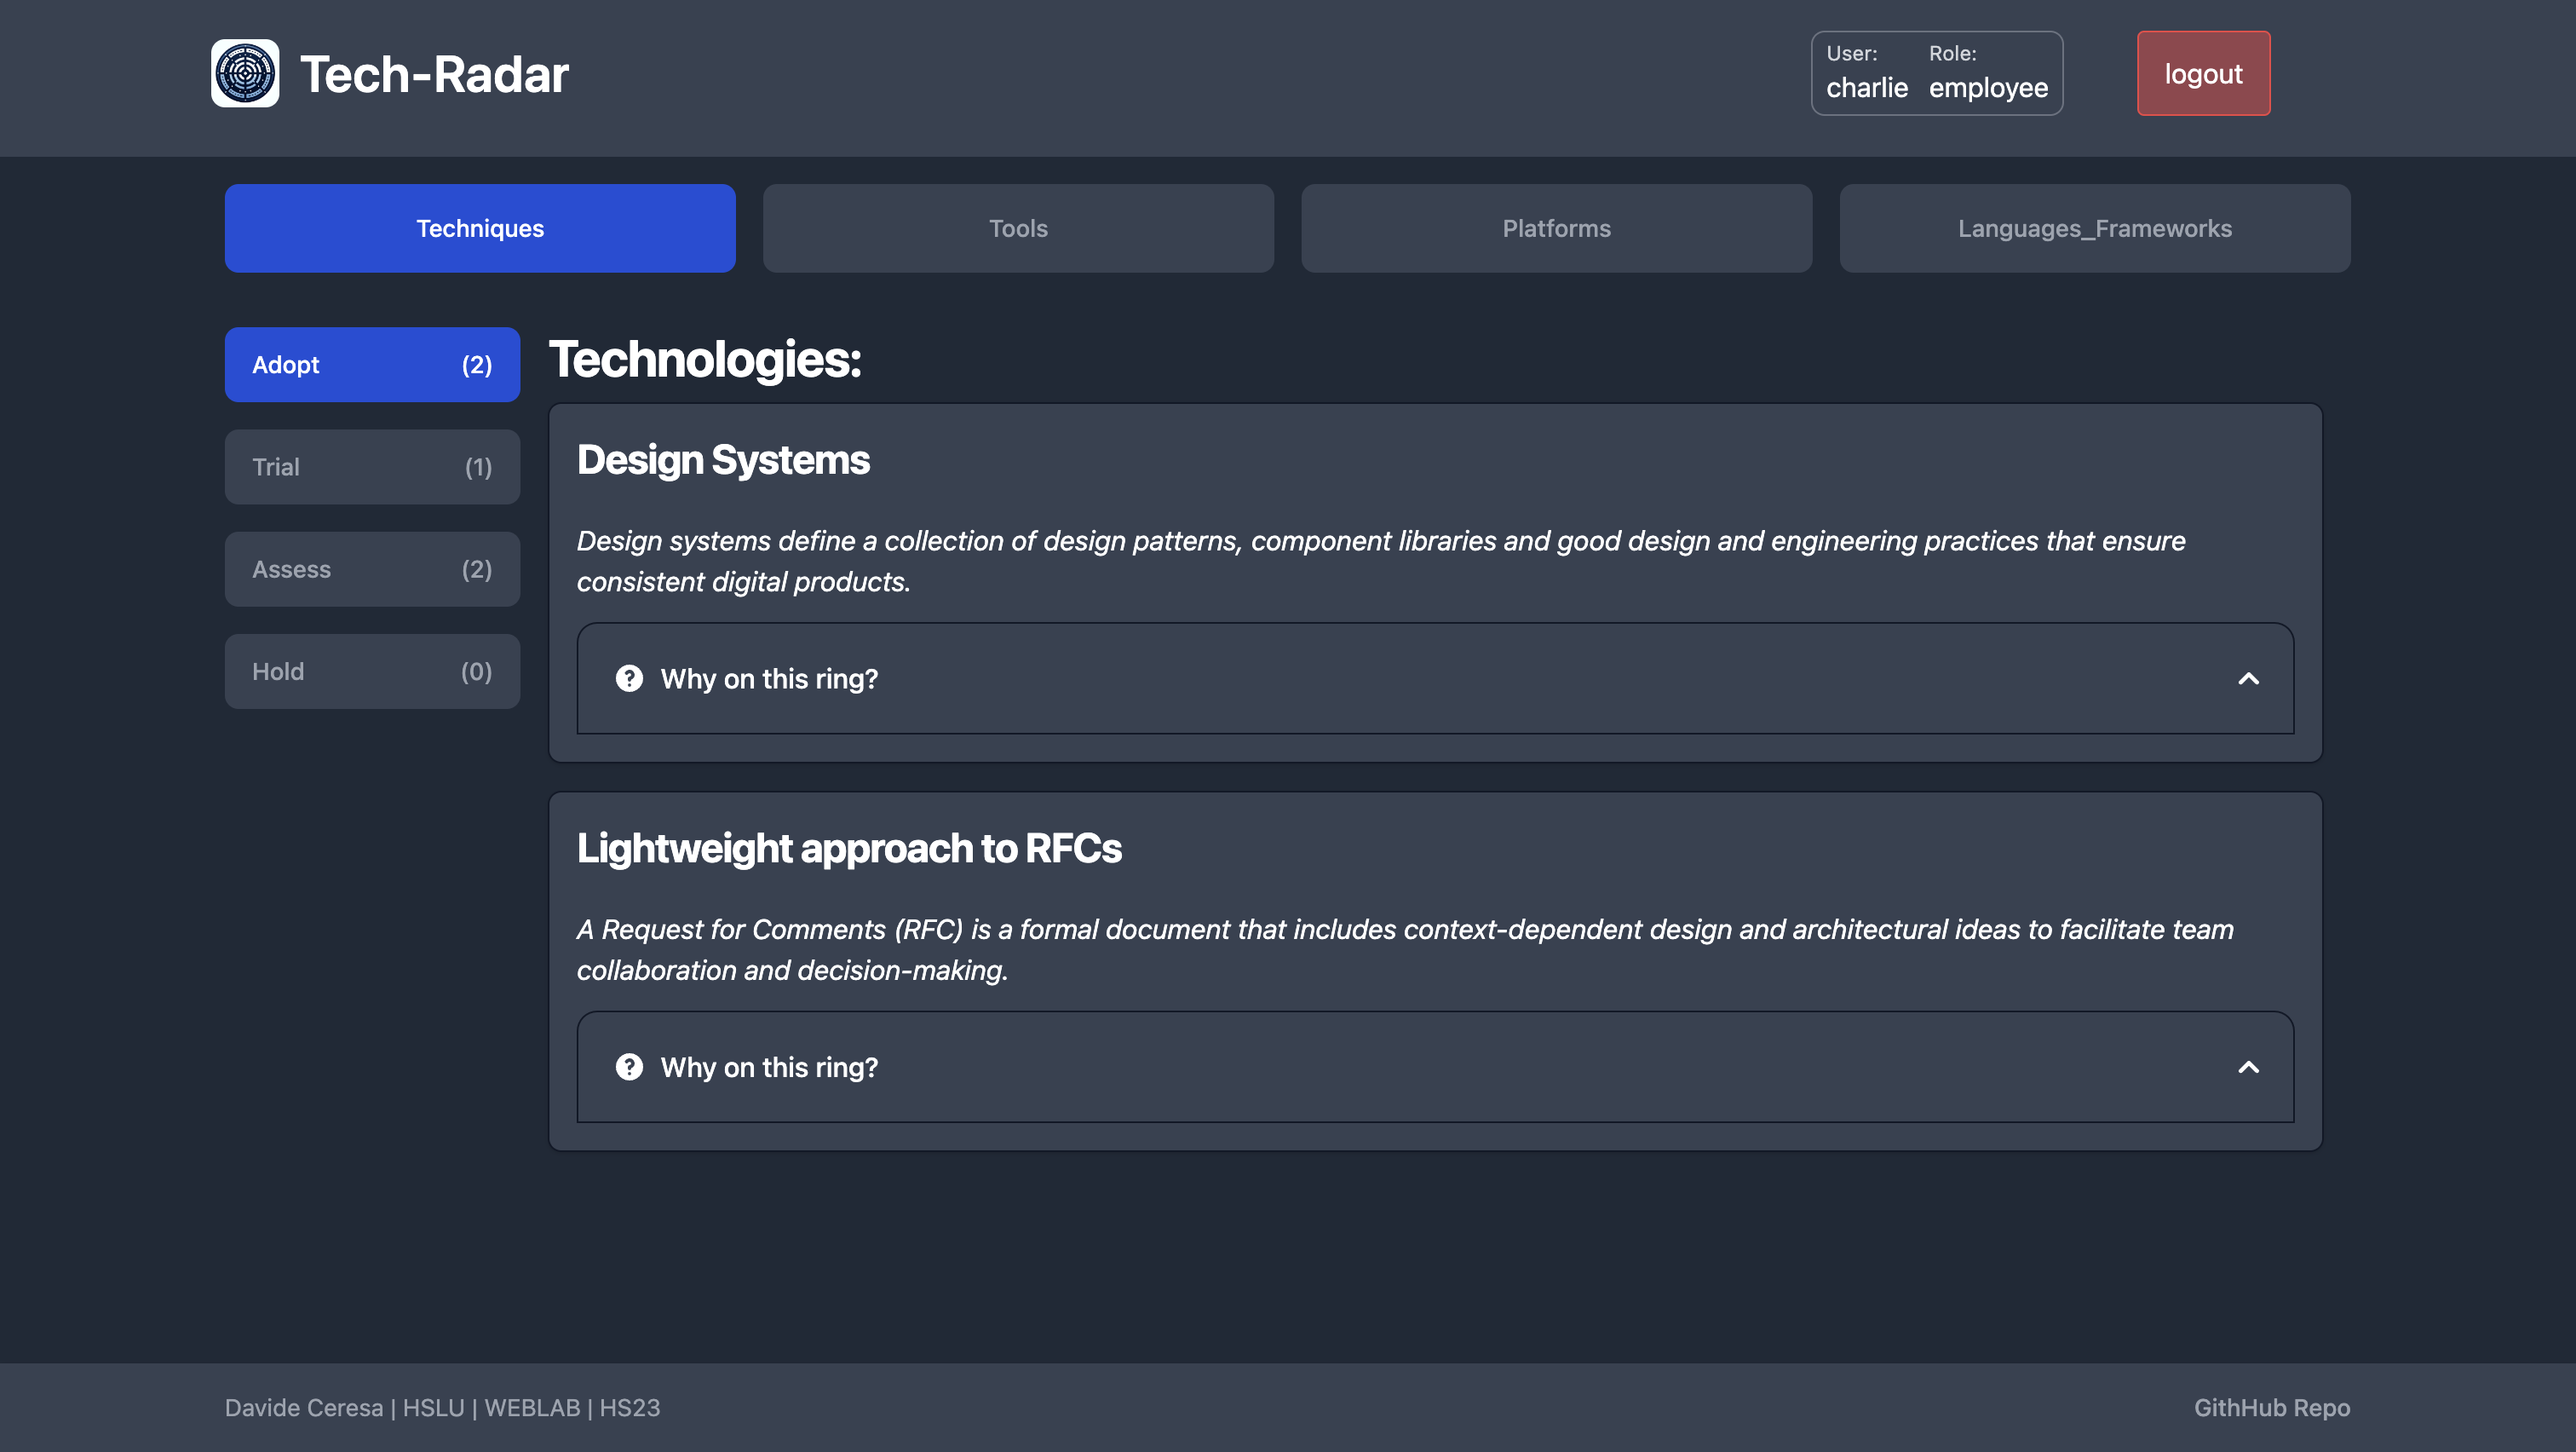 Tech-Radar
User: Role:
charlie employee
logout
Techniques
Tools
Platforms
Languages_Frameworks
Adopt (2)
Trial (1)
Assess (2)
Hold (0)
Technologies:
Design Systems
Design systems define a collection of design patterns, component libraries and good design and engineering practices that ensure
consistent digital products.
Why on this ring?
Lightweight approach to RFCs
A Request for Comments (RFC) is a formal document that includes context-dependent design and architectural ideas to facilitate team
collaboration and decision-making.
Why on this ring?
Davide Ceresa | HSLU | WEBLAB | HS23
GithHub Repo